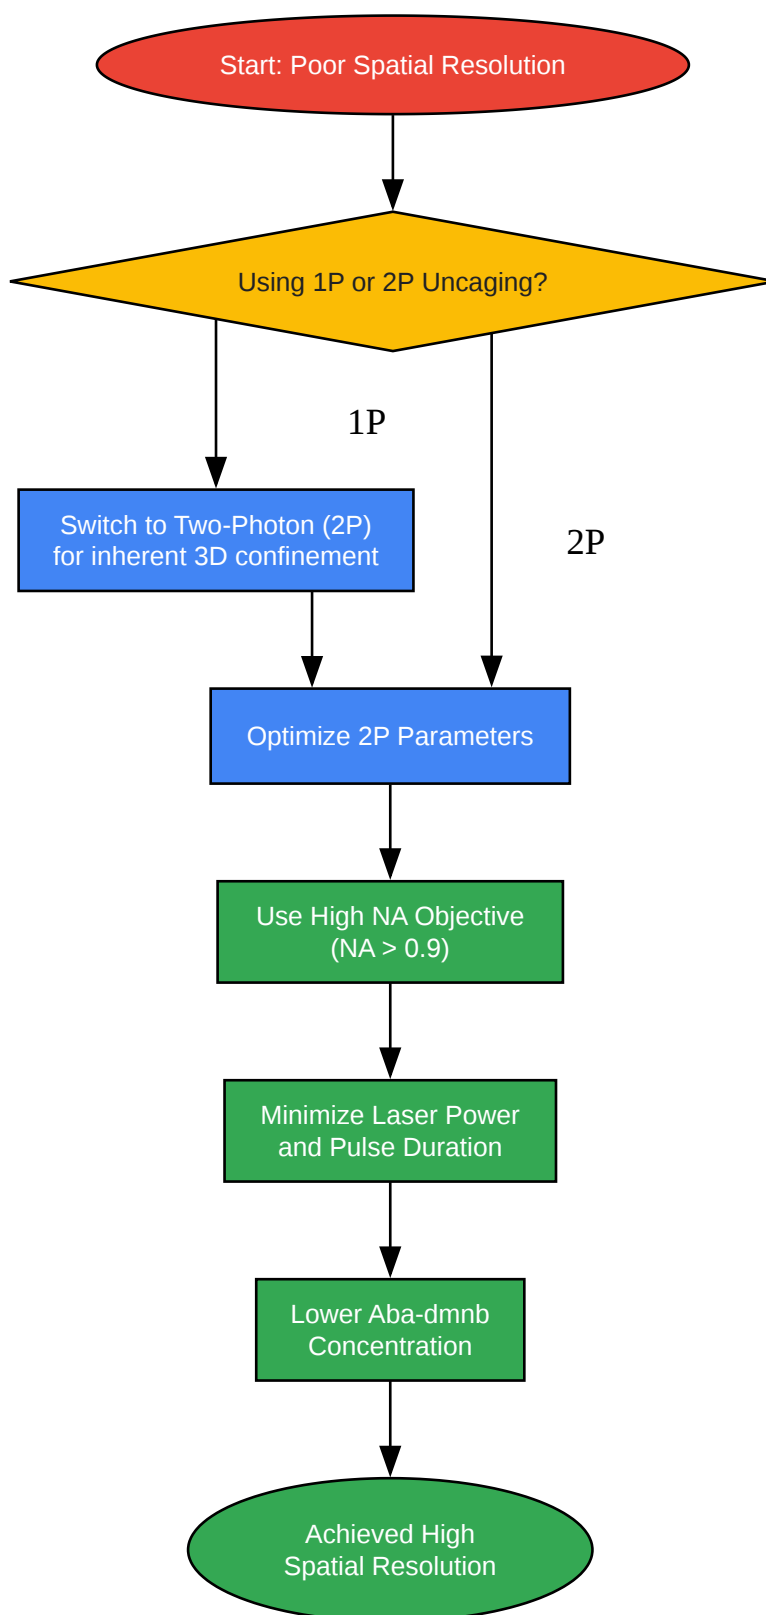 Start: Poor Spatial Resolution
Using 1P or 2P Uncaging?
1P
Switch to Two-Photon (2P)
for inherent 3D confinement
2P
Optimize 2P Parameters
Use High NA Objective
(NA > 0.9)
Minimize Laser Power
and Pulse Duration
Lower Aba-dmnb
Concentration
Achieved High
Spatial Resolution